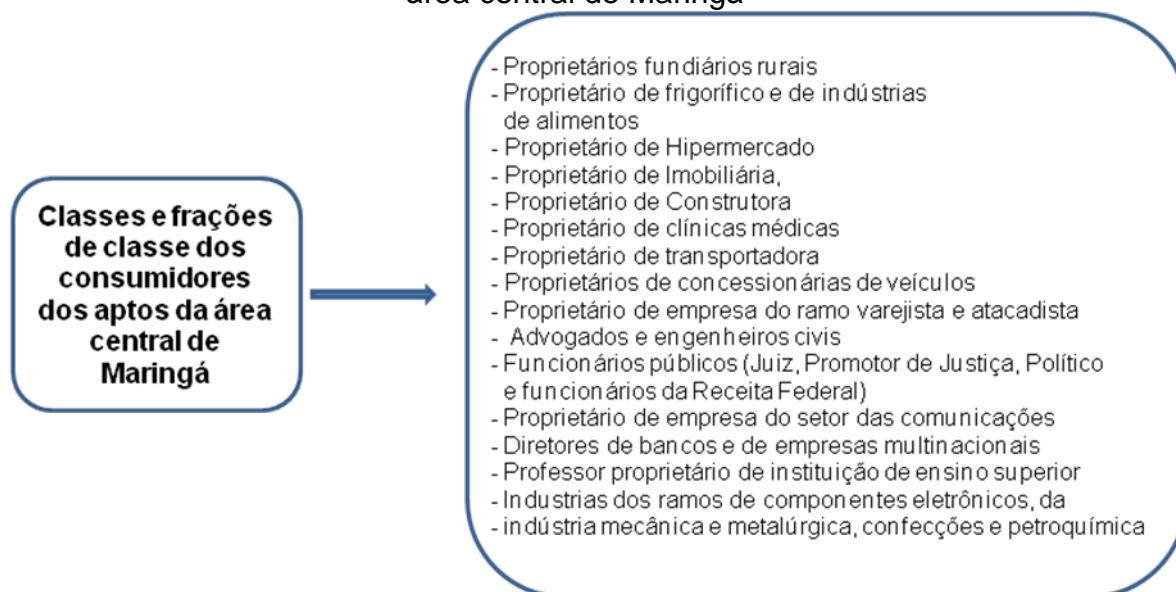 área central de Maringá
Classes e frações
de classe dos
consumidores
dos aptos da área
central de
Maringá
- Proprietários fundiários rurais
- Proprietário de frigorífico e de indústrias
de alimentos
- Proprietário de Hipermercado
- Proprietário de Imobiliária,
- Proprietário de Construtora
- Proprietário de clínicas médicas
- Proprietário de transportadora
- Proprietários de concessionárias de veículos
- Proprietário de empresa do ramo varejista e atacadista
- Advogados e engenheiros civis
- Funcionários públicos (Juiz, Promotor de Justiça, Político
e funcionários da Receita Federal)
- Proprietário de empresa do setor das comunicações
- Diretores de bancos e de empresas multinacionais
- Professor proprietário de instituição de ensino superior
- Industrias dos ramos de componentes eletrônicos, da
- indústria mecânica e metalúrgica, confecções e petroquímica